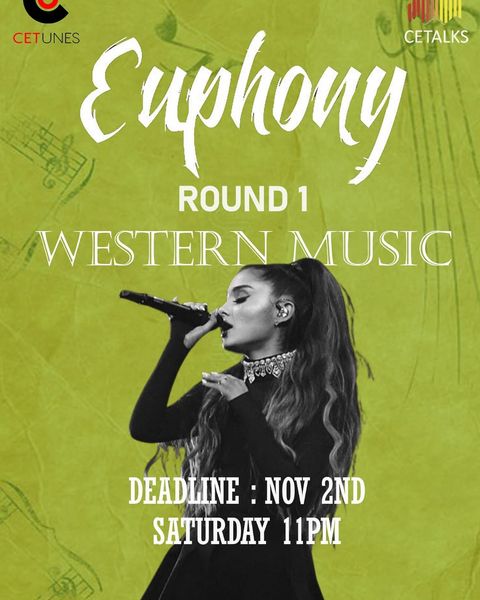 CETUNES
CETALKS
Euphony
ROUND 1
WESTERN MUSIC
DEADLINE : NOV 2ND
SATURDAY 11PM